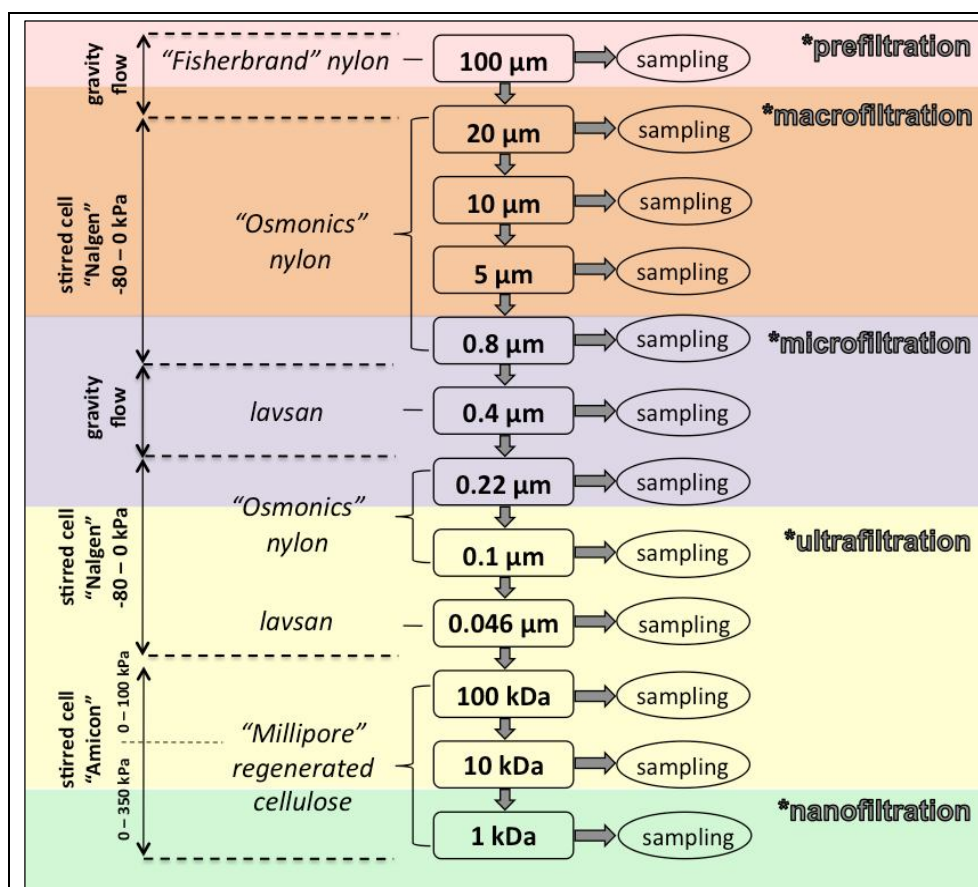 *prefiltration
gravity
flow
“Fisherbrand” nylon
100 µm
sampling
*macrofiltration
stirred cell
“Nalgen”
-80 – 0 kPa
“Osmonics”
nylon
20 µm
sampling
10 µm
sampling
5 µm
sampling
*microfiltration
0.8 µm
sampling
gravity
flow
lavsan
0.4 µm
sampling
stirred cell
“Nalgen”
-80 – 0 kPa
“Osmonics”
nylon
0.22 µm
sampling
*ultrafiltration
0.1 µm
sampling
lavsan
0.046 µm
sampling
stirred cell
“Amicon”
0 – 100 kPa
0 – 350 kPa
“Millipore”
regenerated
cellulose
100 kDa
sampling
10 kDa
sampling
*nanofiltration
1 kDa
sampling